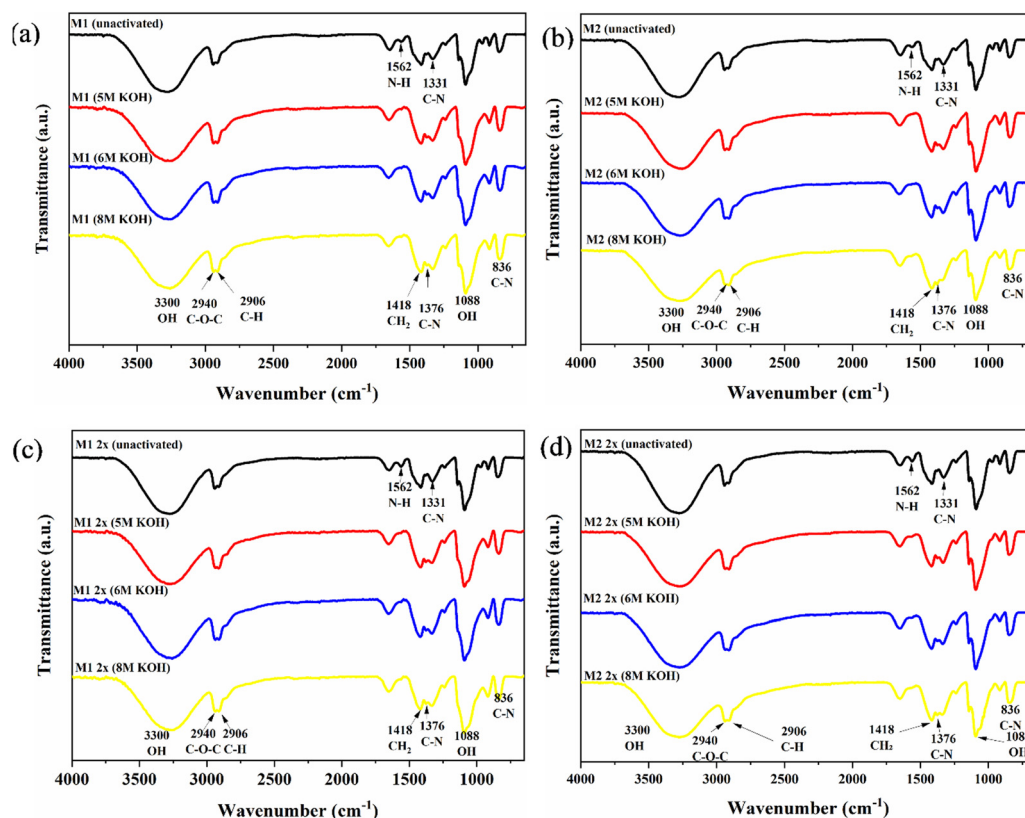 (a)
M1 (unactivated)
1562
N-H
1331
C-N
M1 (5M KOH)
M1 (6M KOH)
M1 (8M KOH)
3300
OH
2940
C-O-C
2906
C-H
1418
CH₂
1376
C-N
1088
OH
836
C-N
Transmittance (a.u.)
4000 3500 3000 2500 2000 1500 1000
Wavenumber (cm⁻¹)
(b)
M2 (unactivated)
1562
N-H
1331
C-N
M2 (5M KOH)
M2 (6M KOH)
M2 (8M KOH)
3300
OH
2940
C-O-C
2906
C-H
1418
CH₂
1376
C-N
1088
OH
836
C-N
Transmittance (a.u.)
4000 3500 3000 2500 2000 1500 1000
Wavenumber (cm⁻¹)
(c)
M1 2x (unactivated)
1562
N-H
1331
C-N
M1 2x (5M KOH)
M1 2x (6M KOH)
M1 2x (8M KOH)
3300
OH
2940
C-O-C
2906
C-H
1418
CH₂
1376
C-N
1088
OH
836
C-N
Transmittance (a.u.)
4000 3500 3000 2500 2000 1500 1000
Wavenumber (cm⁻¹)
(d)
M2 2x (unactivated)
1562
N-H
1331
C-N
M2 2x (5M KOH)
M2 2x (6M KOH)
M2 2x (8M KOH)
3300
OH
2940
C-O-C
2906
C-H
1418
CH₂
1376
C-N
836
C-N
OH
Transmittance (a.u.)
4000 3500 3000 2500 2000 1500 1000
Wavenumber (cm⁻¹)